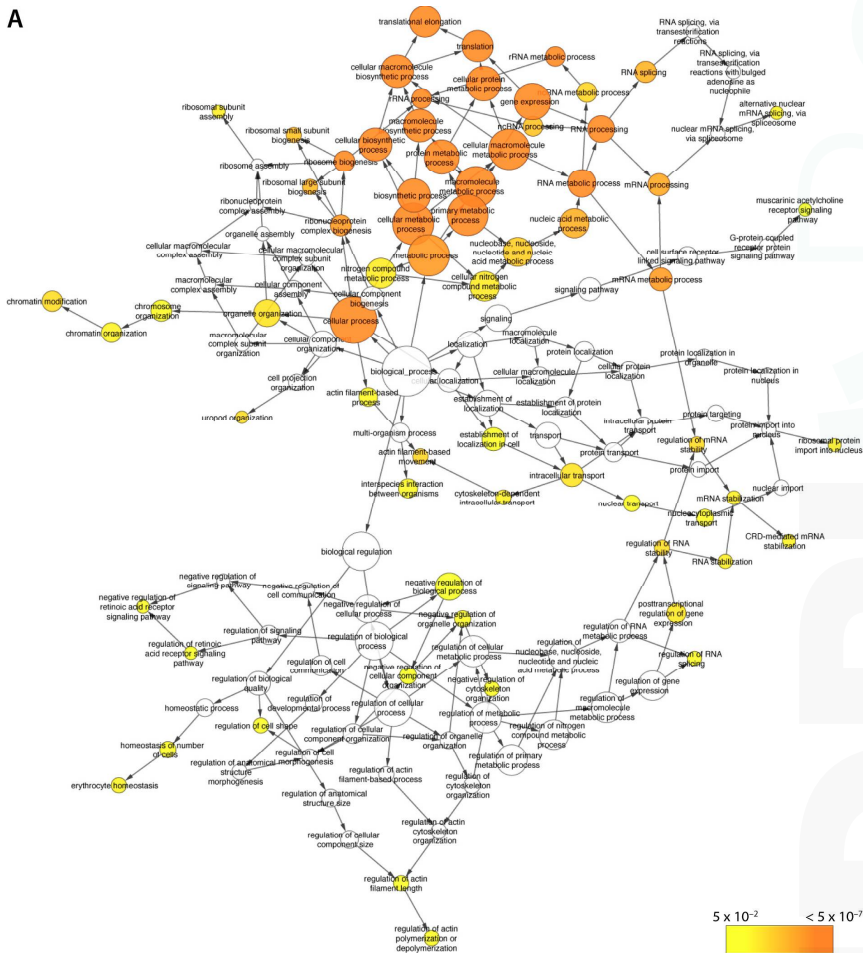 A
translational elongation
translation
RNA splicing, via
transesterification
reactions
cellular macromolecule
biosynthetic process
rRNA metabolic process
RNA splicing, via
transesterification
reactions with bulged
adenosine as
nucleophile
cellular protein
metabolic process
RNA splicing
rRNA processing
gene expression
RNA metabolic process
alternative nuclear
mRNA splicing, via
spliceosome
ribosomal subunit
assembly
macromolecule
biosynthetic process
ncRNA processing
RNA processing
nuclear mRNA splicing,
via spliceosome
ribosomal small subunit
biogenesis
cellular biosynthetic
process
cellular macromolecule
metabolic process
protein metabolic
process
ribosome assembly
ribosome biogenesis
RNA metabolic process
mRNA processing
ribosomal large subunit
biogenesis
macromolecule
metabolic process
biosynthetic process
muscarinic acetylcholine
receptor signaling
pathway
ribonucleoprotein
complex assembly
ribonucleoprotein
complex biogenesis
cellular metabolic
process
primary metabolic
process
nucleic acid metabolic
process
organelle assembly
G-protein coupled
receptor protein
signaling pathway
cellular macromolecular
complex assembly
cellular macromolecular
complex subunit
organization
metabolic process
nucleobase, nucleoside,
nucleotide and nucleic
acid metabolic process
cell surface receptor
linked signaling pathway
nitrogen compound
metabolic process
cellular nitrogen
compound metabolic
process
mRNA metabolic process
macromolecular
complex assembly
cellular component
assembly
signaling pathway
cellular component
biogenesis
chromatin modification
chromosome
organization
organelle organization
cellular process
signaling
chromatin organization
macromolecular
complex subunit
organization
cellular component
organization
localization
macromolecule
localization
protein localization
biological_process
cellular localization
cellular macromolecule
localization
cellular protein
localization
protein localization in
organelle
protein localization in
nucleus
cell projection
organization
actin filament-based
process
establishment of
localization
establishment of protein
localization
uropod organization
multi-organism process
establishment of
localization in cell
transport
intracellular protein
transport
protein targeting
protein import into
nucleus
ribosomal protein
import into nucleus
regulation of mRNA
stability
protein transport
protein import
actin filament-based
movement
intracellular transport
interspecies interaction
between organisms
cytoskeleton-dependent
intracellular transport
nuclear transport
nuclear import
mRNA stabilization
nucleocytoplasmic
transport
CRD-mediated mRNA
stabilization
biological regulation
regulation of RNA
stability
RNA stabilization
negative regulation of
signaling pathway
negative regulation of
cell communication
negative regulation of
biological process
negative regulation of
retinoic acid receptor
signaling pathway
negative regulation of
cellular process
negative regulation of
organelle organization
posttranscriptional
regulation of gene
expression
regulation of signaling
pathway
regulation of biological
process
regulation of cellular
metabolic process
regulation of
nucleobase, nucleoside,
nucleotide and nucleic
acid metabolic process
regulation of RNA
metabolic process
regulation of retinoic
acid receptor signaling
pathway
regulation of cell
communication
negative regulation of
cellular component
organization
negative regulation of
cytoskeleton
organization
regulation of RNA
splicing
regulation of biological
quality
regulation of gene
expression
homeostatic process
regulation of
developmental process
regulation of cellular
process
regulation of metabolic
process
regulation of
macromolecule
metabolic process
regulation of cell shape
regulation of cellular
component organization
regulation of organelle
organization
regulation of nitrogen
compound metabolic
process
homeostasis of number
of cells
regulation of anatomical
structure
morphogenesis
regulation of cell
morphogenesis
regulation of primary
metabolic process
erythrocyte homeostasis
regulation of actin
filament-based process
regulation of
cytoskeleton
organization
regulation of anatomical
structure size
regulation of cellular
component size
regulation of actin
cytoskeleton
organization
regulation of actin
filament length
regulation of actin
polymerization or
depolymerization
5 x 10⁻² < 5 x 10⁻⁷